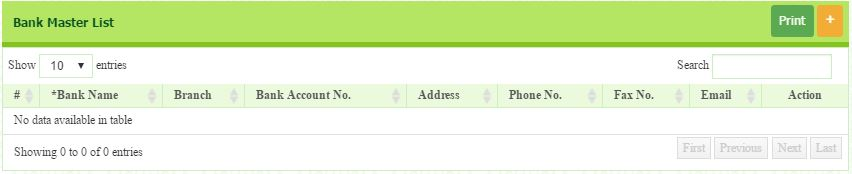 Bank Master List Print +
Show 10 entries Search
# *Bank Name Branch Bank Account No. Address Phone No. Fax No. Email Action
No data available in table
Showing 0 to 0 of 0 entries First Previous Next Last